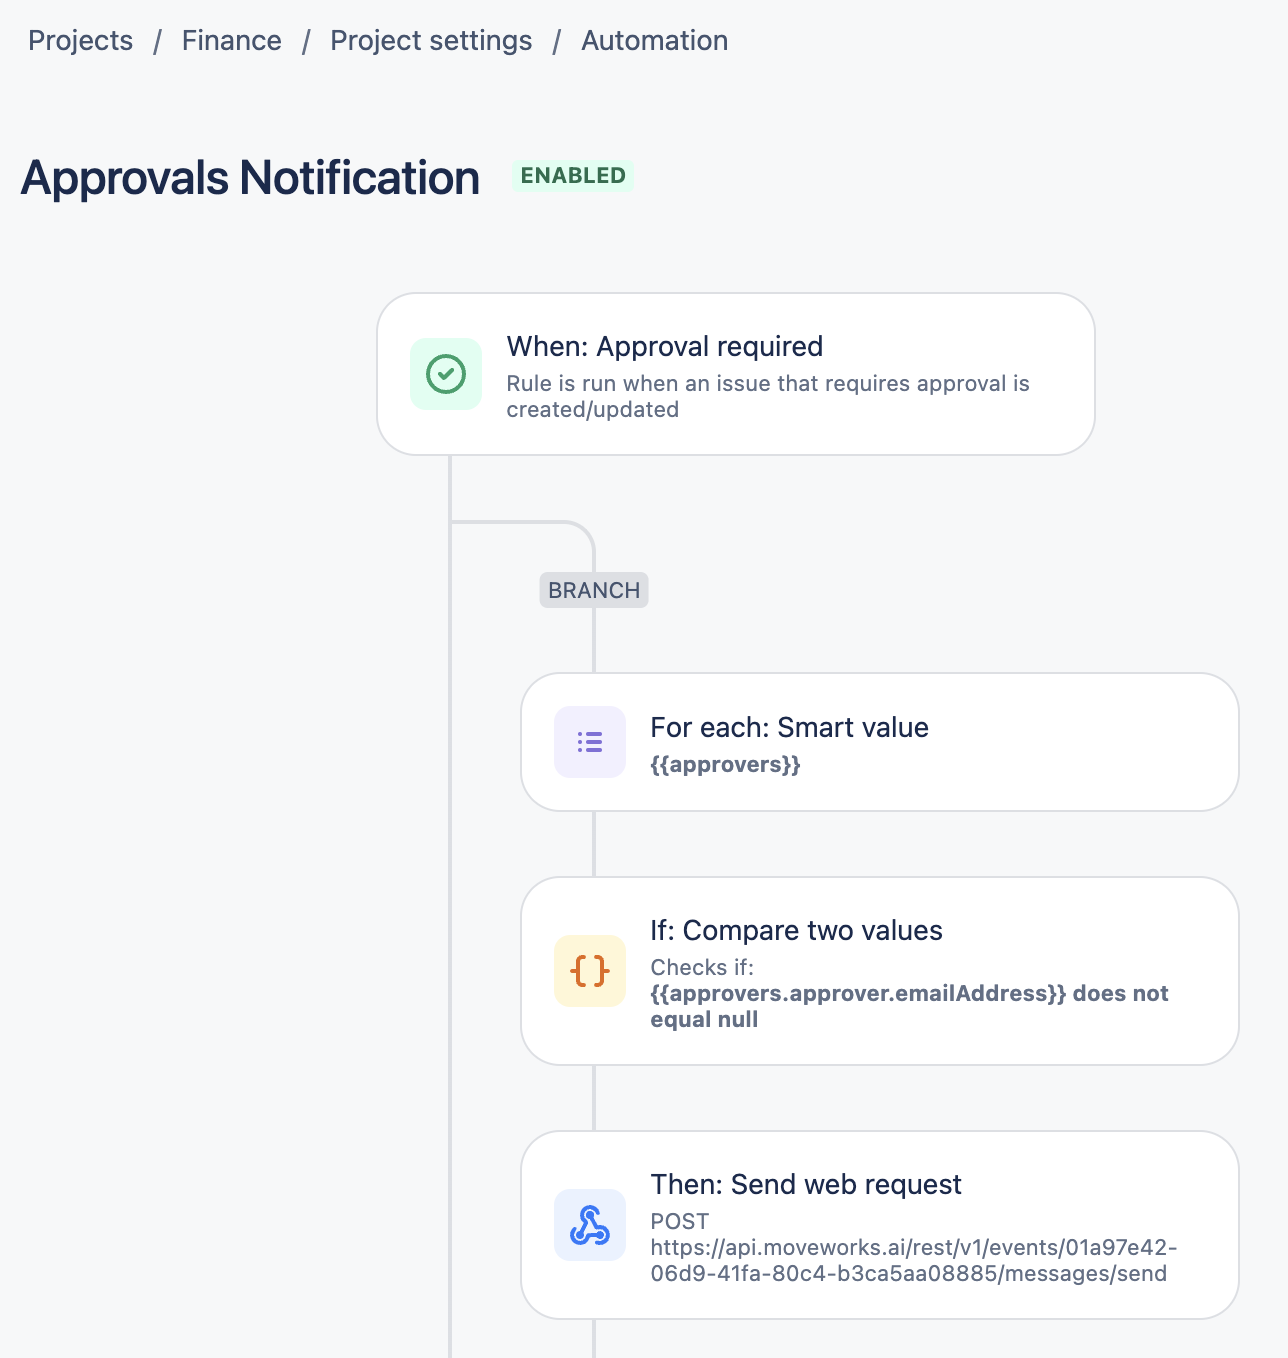 Projects / Finance / Project settings / Automation
Approvals Notification ENABLED
When: Approval required
Rule is run when an issue that requires approval is
created/updated
BRANCH
For each: Smart value
{{approvers}}
If: Compare two values
Checks if:
{{approvers.approver.emailAddress}} does not
equal null
Then: Send web request
POST
https://api.moveworks.ai/rest/v1/events/01a97e42-
06d9-41fa-80c4-b3ca5aa08885/messages/send